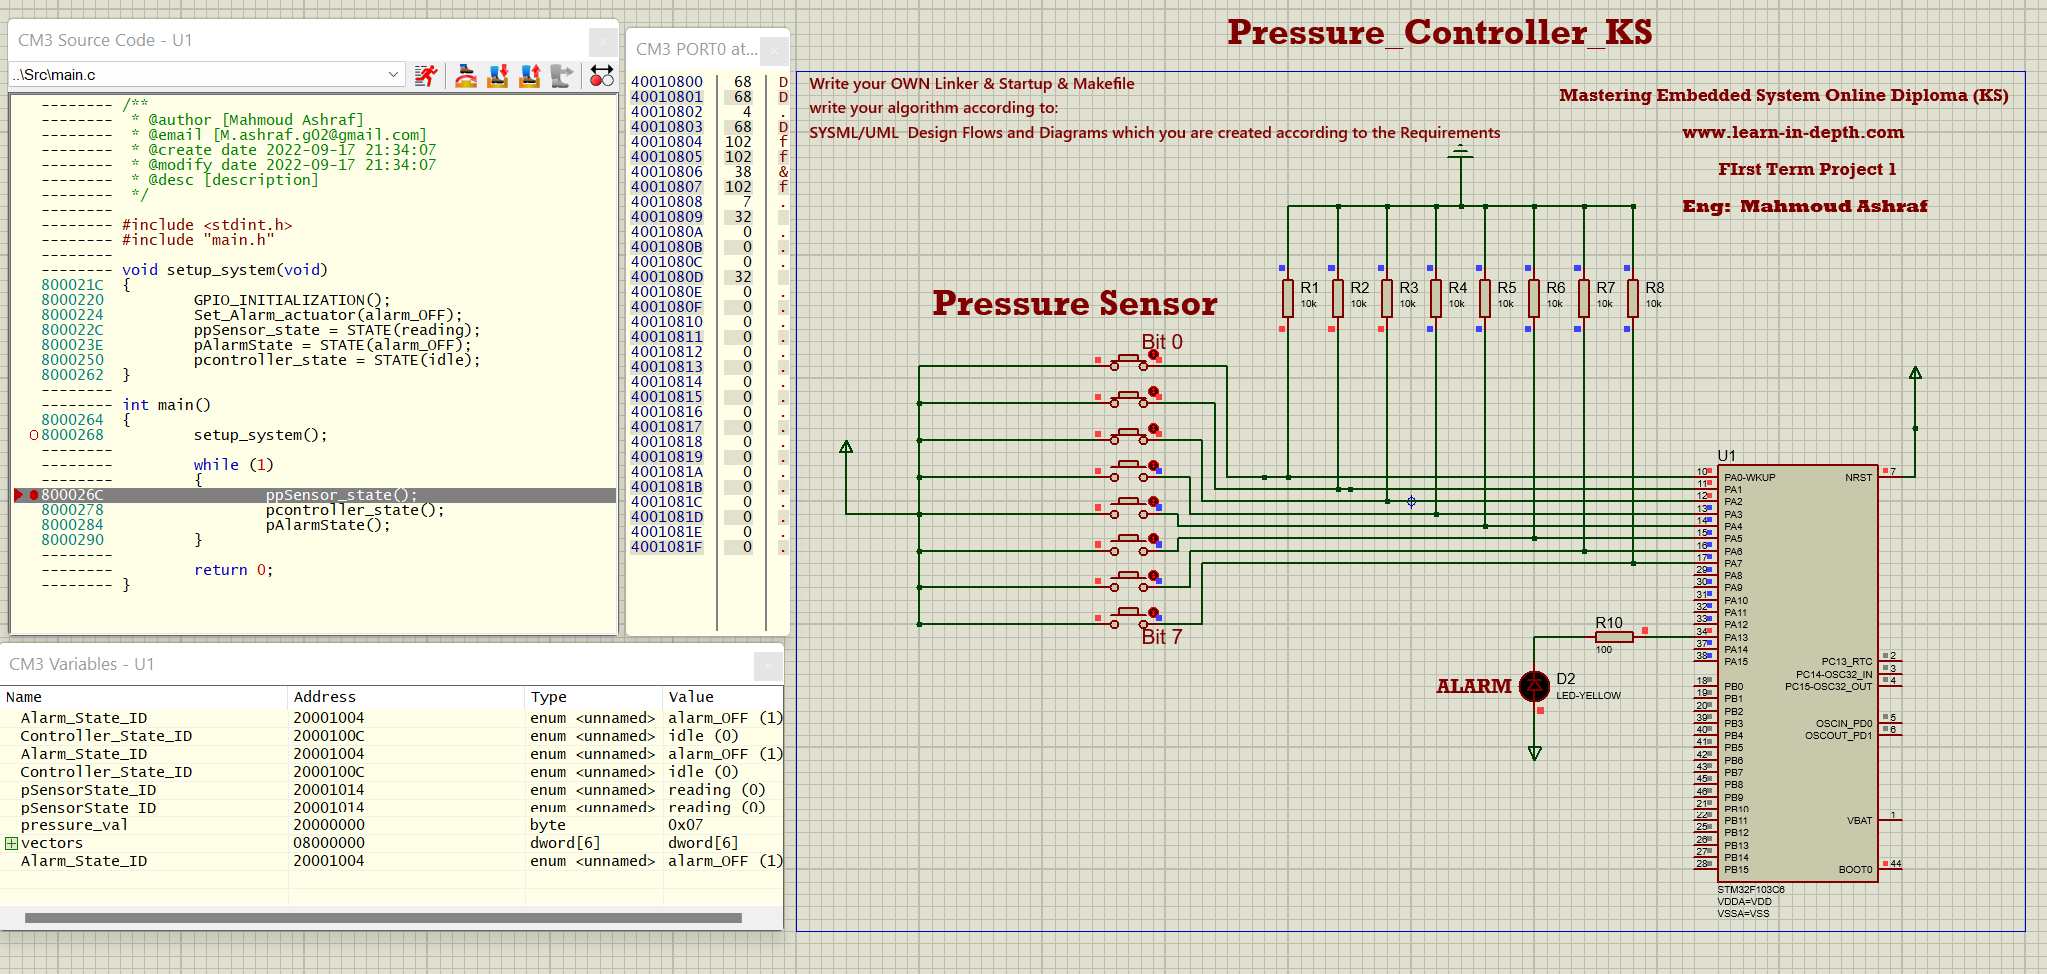 CM3 Source Code - U1
..\Src\main.c
-------- /**
-------- * @author [Mahmoud Ashraf]
-------- * @email [M.ashraf.g02@gmail.com]
-------- * @create date 2022-09-17 21:34:07
-------- * @modify date 2022-09-17 21:34:07
-------- * @desc [description]
-------- */
--------
-------- #include <stdint.h>
-------- #include "main.h"
--------
-------- void setup_system(void)
800021C {
8000220 GPIO_INITIALIZATION();
8000224 Set_Alarm_actuator(alarm_OFF);
800022C ppSensor_state = STATE(reading);
800023E pAlarmState = STATE(alarm_OFF);
8000250 pcontroller_state = STATE(idle);
8000262 }
--------
-------- int main()
8000264 {
8000268 setup_system();
--------
-------- while (1)
-------- {
800026C ppSensor_state();
8000278 pcontroller_state();
8000284 pAlarmState();
8000290 }
--------
-------- return 0;
-------- }
CM3 PORT0 at...
40010800 68 D
40010801 68 D
40010802 4 .
40010803 68 D
40010804 102 f
40010805 102 f
40010806 38 &
40010807 102 f
40010808 7 .
40010809 32
4001080A 0 .
4001080B 0 .
4001080C 0 .
4001080D 32
4001080E 0 .
4001080F 0 .
40010810 0 .
40010811 0 .
40010812 0 .
40010813 0 .
40010814 0 .
40010815 0 .
40010816 0 .
40010817 0 .
40010818 0 .
40010819 0 .
4001081A 0 .
4001081B 0 .
4001081C 0 .
4001081D 0 .
4001081E 0 .
4001081F 0 .
CM3 Variables - U1
Name Address Type Value
Alarm_State_ID 20001004 enum <unnamed> alarm_OFF (1)
Controller_State_ID 2000100C enum <unnamed> idle (0)
Alarm_State_ID 20001004 enum <unnamed> alarm_OFF (1)
Controller_State_ID 2000100C enum <unnamed> idle (0)
pSensorState_ID 20001014 enum <unnamed> reading (0)
pSensorState ID 20001014 enum <unnamed> reading (0)
pressure_val 20000000 byte 0x07
vectors 08000000 dword[6] dword[6]
Alarm_State_ID 20001004 enum <unnamed> alarm_OFF (1)
Pressure_Controller_KS
Write your OWN Linker & Startup & Makefile
write your algorithm according to:
SYSML/UML Design Flows and Diagrams which you are created according to the Requirements
Mastering Embedded System Online Diploma (KS)
www.learn-in-depth.com
FIrst Term Project 1
Eng: Mahmoud Ashraf
Pressure Sensor
R1
10k
R2
10k
R3
10k
R4
10k
R5
10k
R6
10k
R7
10k
R8
10k
Bit 0
Bit 7
R10
100
ALARM
D2
LED-YELLOW
U1
10 PA0-WKUP
11 PA1
12 PA2
13 PA3
14 PA4
15 PA5
16 PA6
17 PA7
29 PA8
30 PA9
31 PA10
32 PA11
33 PA12
34 PA13
37 PA14
38 PA15
18 PB0
19 PB1
20 PB2
39 PB3
40 PB4
41 PB5
42 PB6
43 PB7
45 PB8
46 PB9
21 PB10
22 PB11
25 PB12
26 PB13
27 PB14
28 PB15
NRST 7
PC13_RTC 2
PC14-OSC32_IN 3
PC15-OSC32_OUT 4
OSCIN_PD0 5
OSCOUT_PD1 6
VBAT 1
BOOT0 44
STM32F103C6
VDDA=VDD
VSSA=VSS